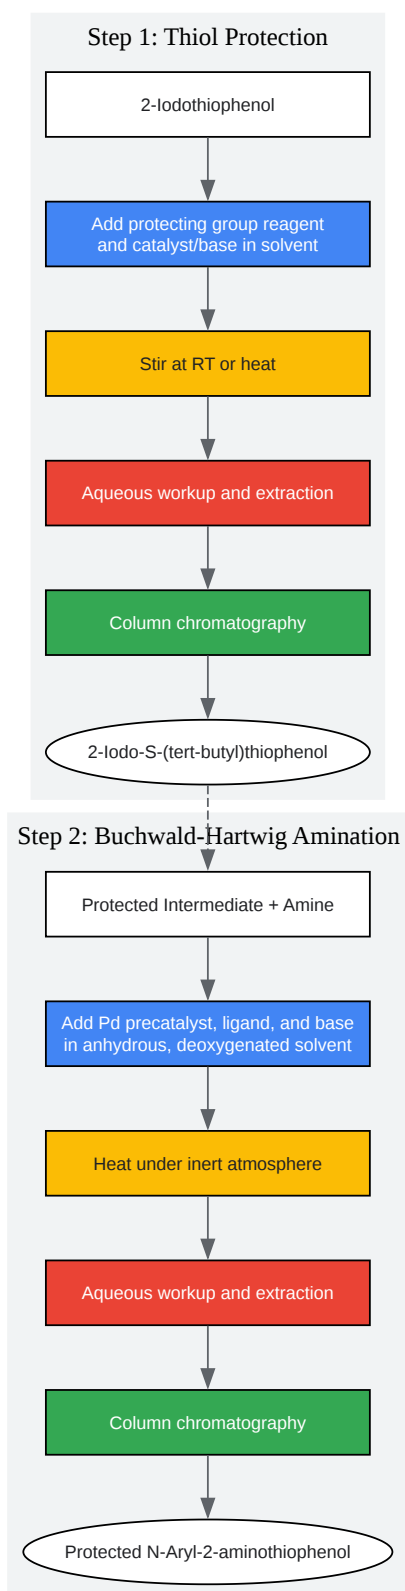 Step 1: Thiol Protection
2-Iodothiophenol
Add protecting group reagent
and catalyst/base in solvent
Stir at RT or heat
Aqueous workup and extraction
Column chromatography
2-Iodo-S-(tert-butyl)thiophenol
Step 2: Buchwald-Hartwig Amination
Protected Intermediate + Amine
Add Pd precatalyst, ligand, and base
in anhydrous, deoxygenated solvent
Heat under inert atmosphere
Aqueous workup and extraction
Column chromatography
Protected N-Aryl-2-aminothiophenol